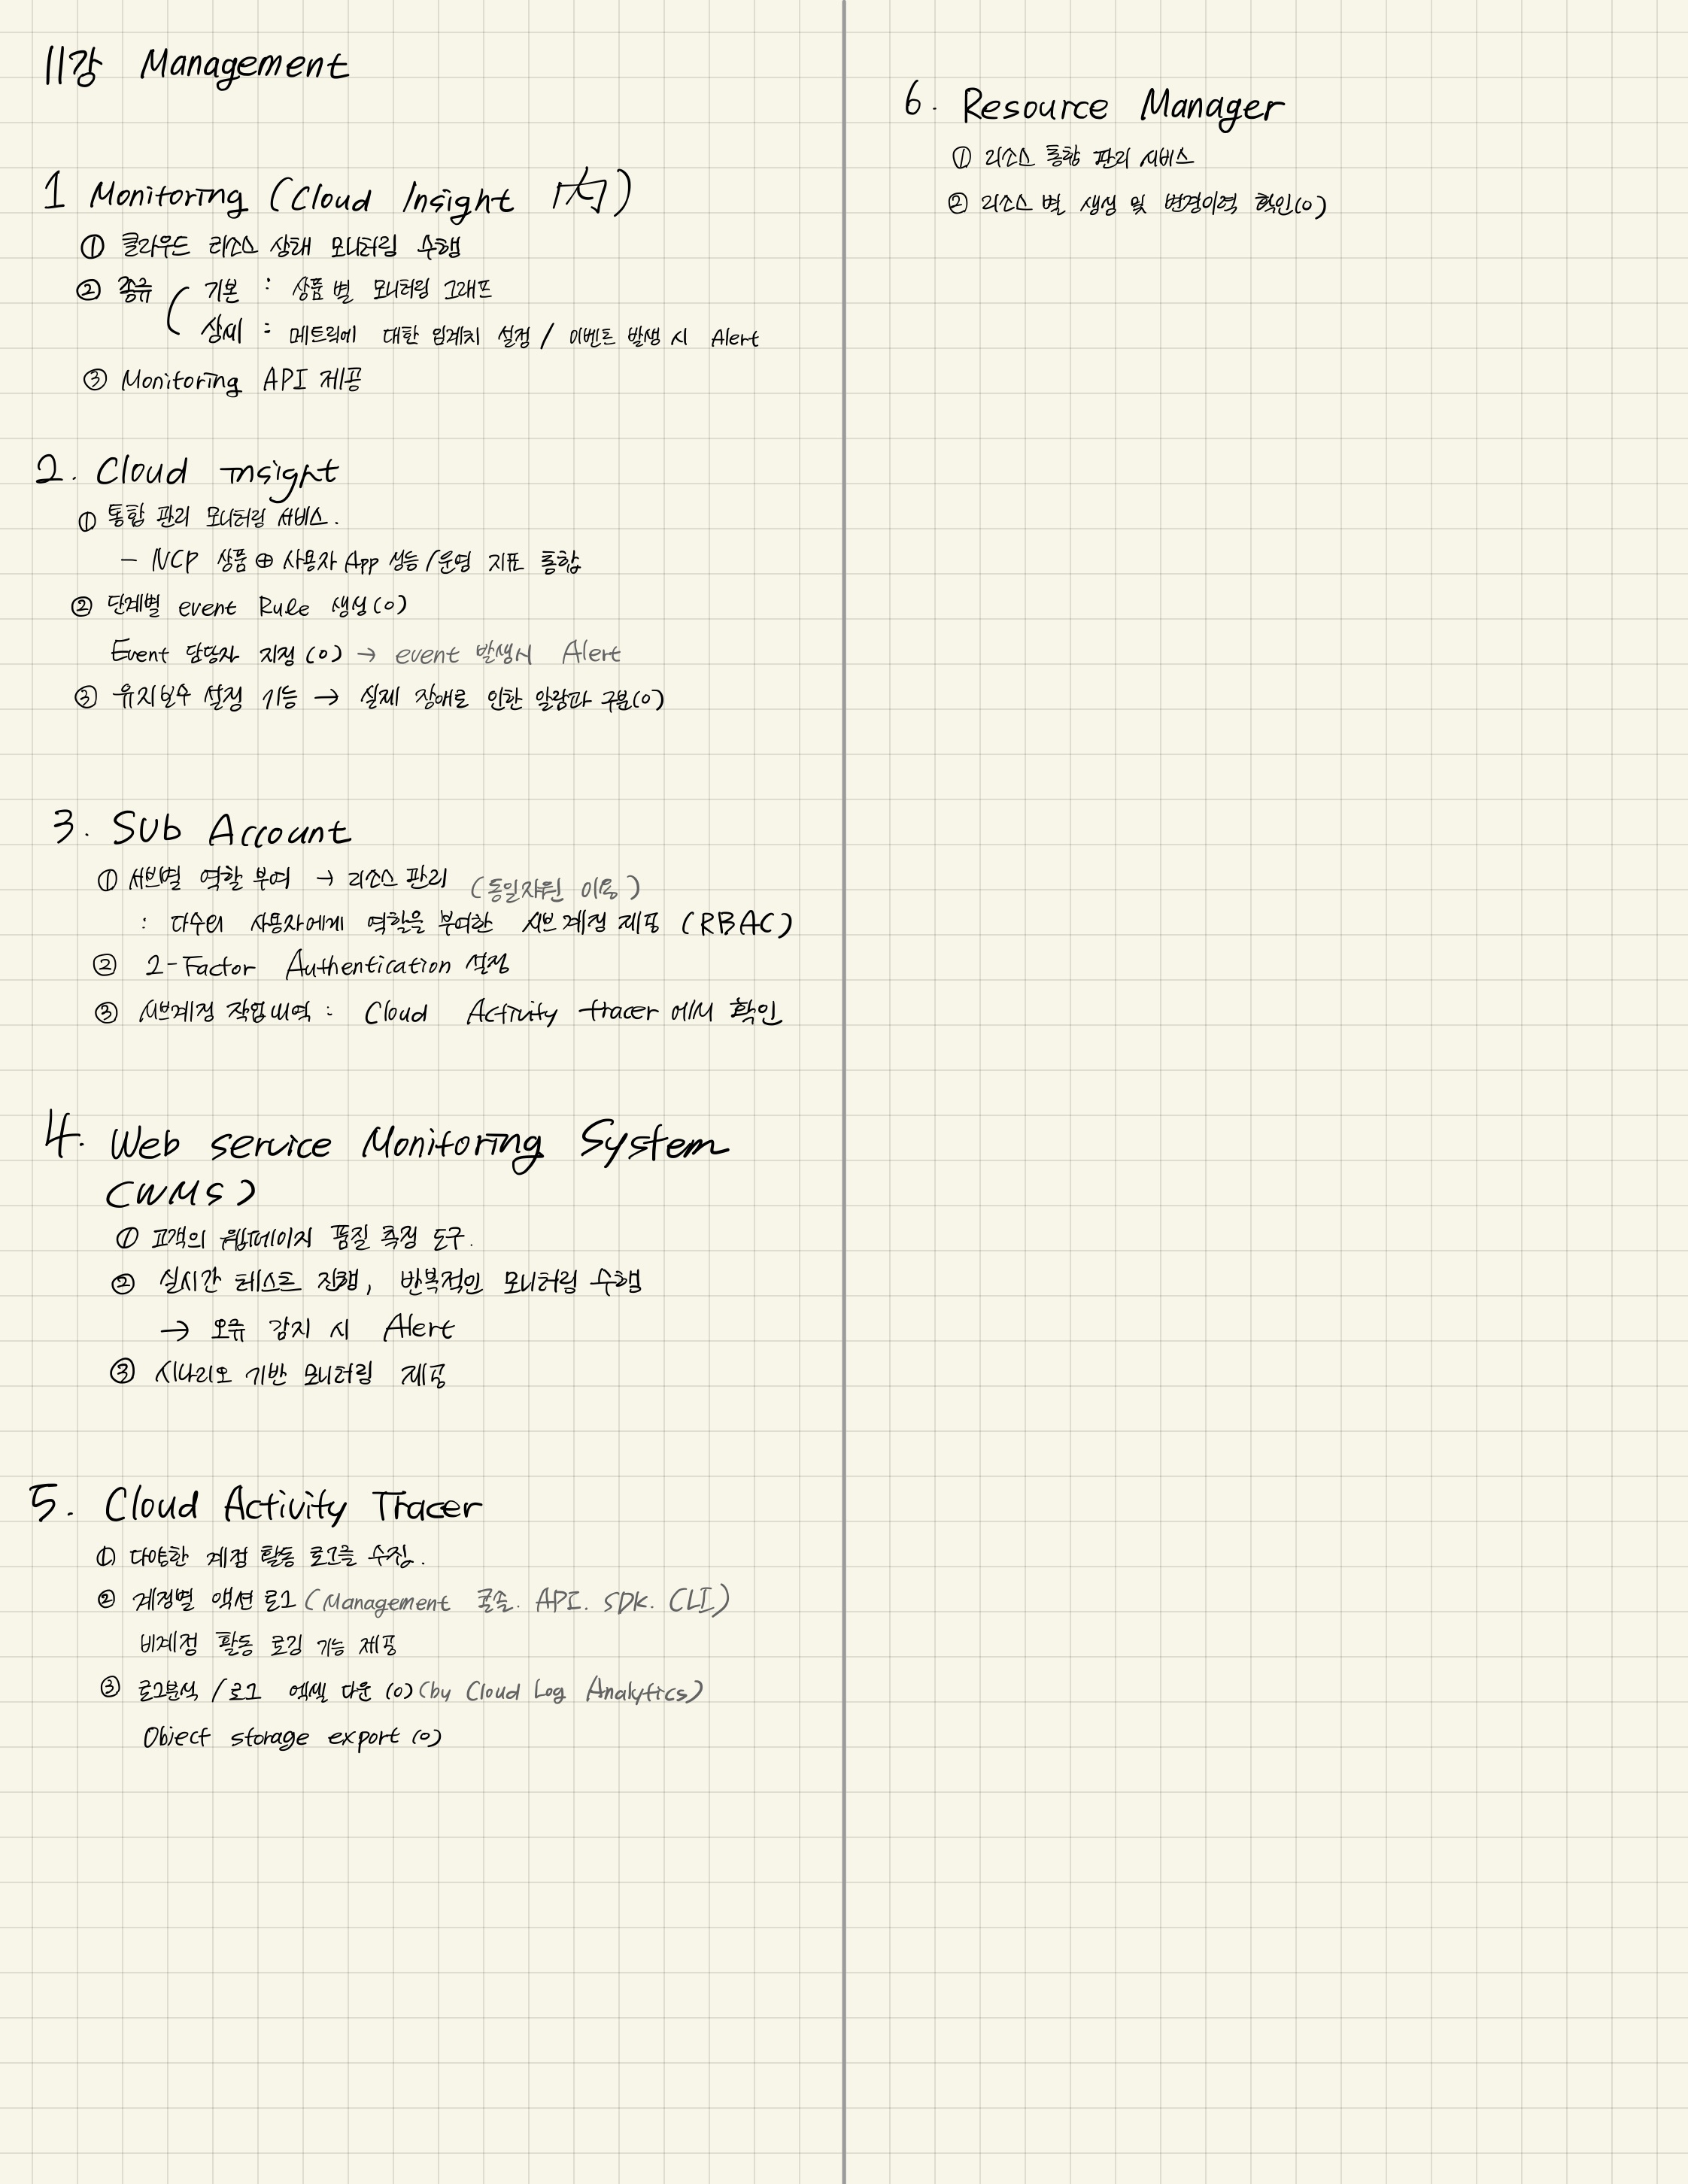 11강 Management
1 Monitoring (Cloud Insight 内)
① 클라우드 리소스 상태 모니터링 수행
② 종류 ( 기본 : 상품 별 모니터링 그래프
상세 : 메트릭에 대한 임계치 설정 / 이벤트 발생 시 Alert
③ Monitoring API 제공
2. Cloud Insight
① 통합 관리 모니터링 서비스.
- NCP 상품 ⊕ 사용자 App 성능/운영 지표 통합
② 단계별 event Rule 생성(o)
Event 담당자 지정(o) → event 발생시 Alert
③ 유지보수 설정 기능 → 실제 장애로 인한 알람과 구분(o)
3. Sub Account
① 서브별 역할 부여 → 리소스 관리 (동일자원 이용)
: 다수의 사용자에게 역할을 부여한 서브 계정 제공 (RBAC)
② 2-Factor Authentication 설정
③ 서브계정 작업내역 : Cloud Activity tracer 에서 확인
4. Web service Monitoring System
(WMS)
① 고객의 웹페이지 품질 측정 도구.
② 실시간 테스트 진행, 반복적인 모니터링 수행
→ 오류 감지 시 Alert
③ 시나리오 기반 모니터링 제공
5. Cloud Activity Tracer
① 다양한 계정 활동 로그를 수집.
② 계정별 액션 로그 (Management 콘솔. API. SDK. CLI)
비계정 활동 로깅 기능 제공
③ 로그분석 / 로그 엑셀 다운 (o) (by Cloud Log Analytics)
Object storage export (o)
6. Resource Manager
① 리소스 통합 관리 서비스
② 리소스 별 생성 및 변경이력 확인(o)